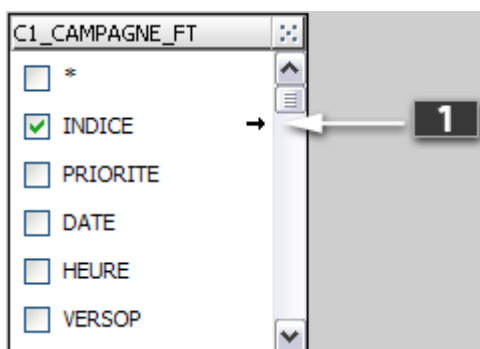 C1_CAMPAGNE_FT
*
INDICE
1
PRIORITE
DATE
HEURE
VERSOP